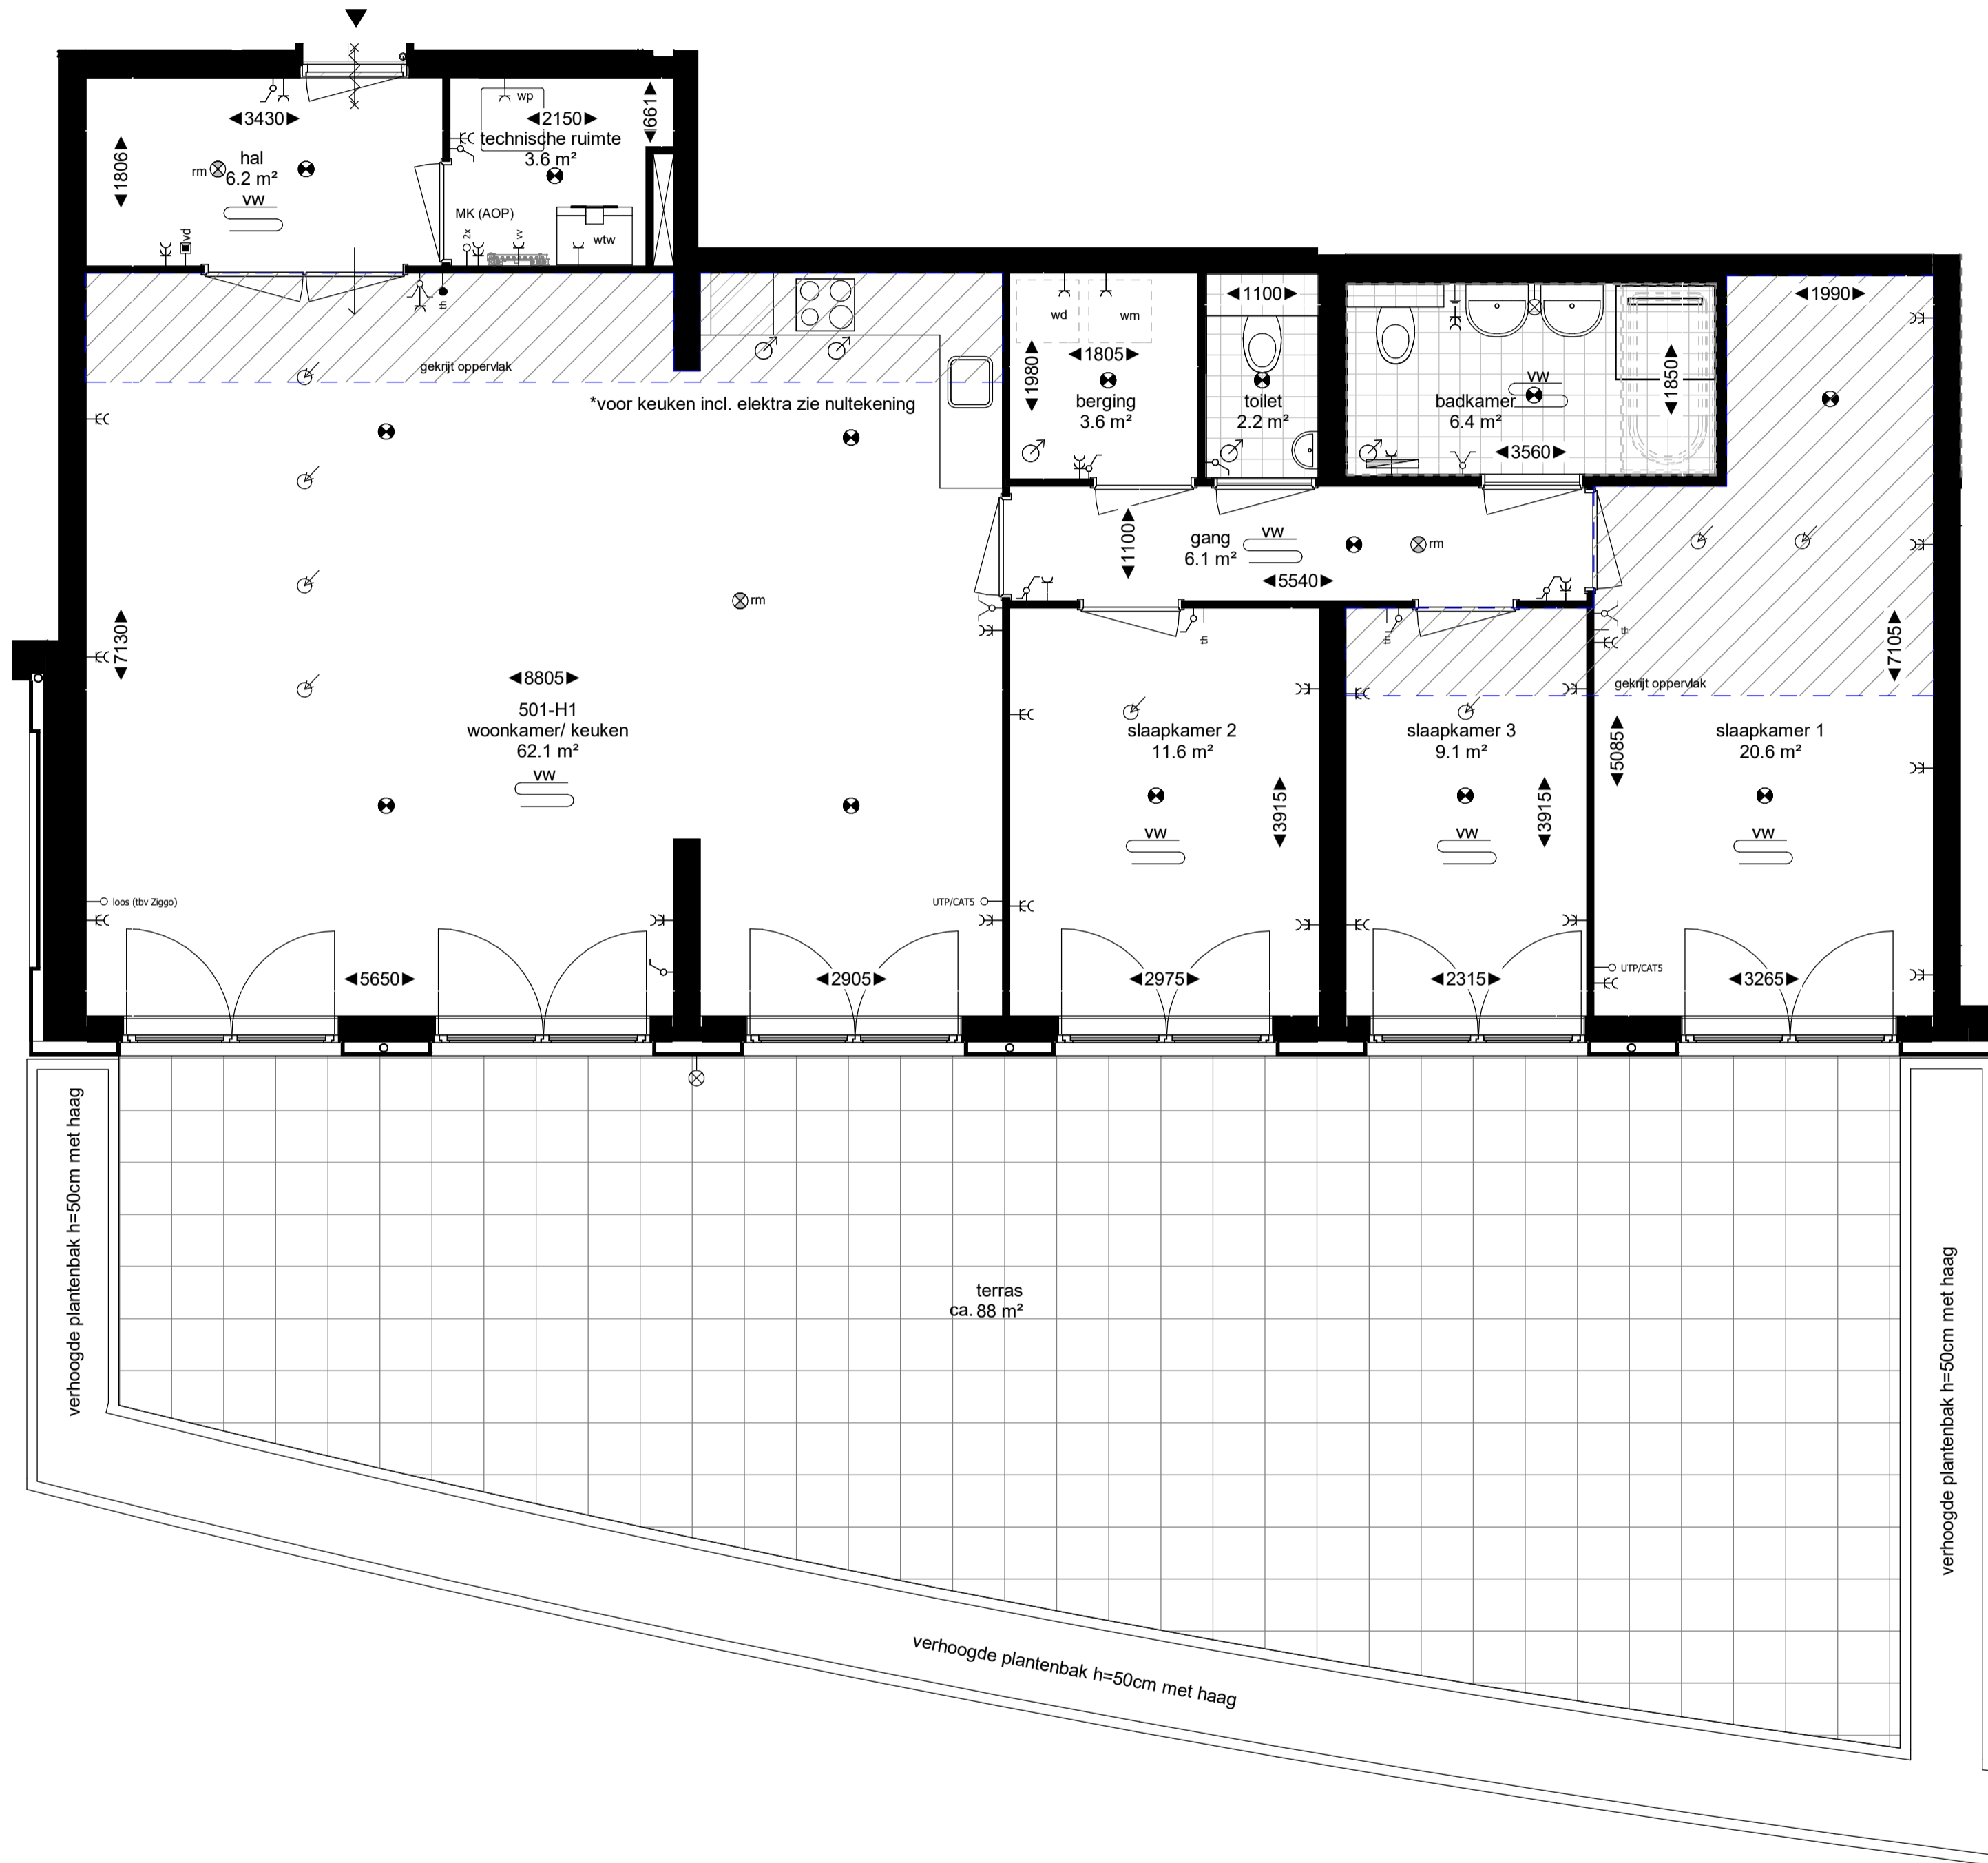 wp
3430
2150
661
technische ruimte
3.6 m²
hal
6.2 m²
rm
1806
vw
MK (AOP)
vd
2x
vv
wtw
th
gekrijt oppervlak
*voor keuken incl. elektra zie nultekening
wd
wm
1805
1980
berging
3.6 m²
1100
toilet
2.2 m²
vw
badkamer
6.4 m²
1850
3560
1990
1100
gang
6.1 m²
vw
rm
5540
rm
7130
8805
501-H1
woonkamer/ keuken
62.1 m²
vw
th
th
th
7105
gekrijt oppervlak
slaapkamer 2
11.6 m²
vw
3915
slaapkamer 3
9.1 m²
vw
3915
5085
slaapkamer 1
20.6 m²
vw
loos (tbv Ziggo)
UTP/CAT5
UTP/CAT5
5650
2905
2975
2315
3265
verhoogde plantenbak h=50cm met haag
terras
ca. 88 m²
verhoogde plantenbak h=50cm met haag
verhoogde plantenbak h=50cm met haag